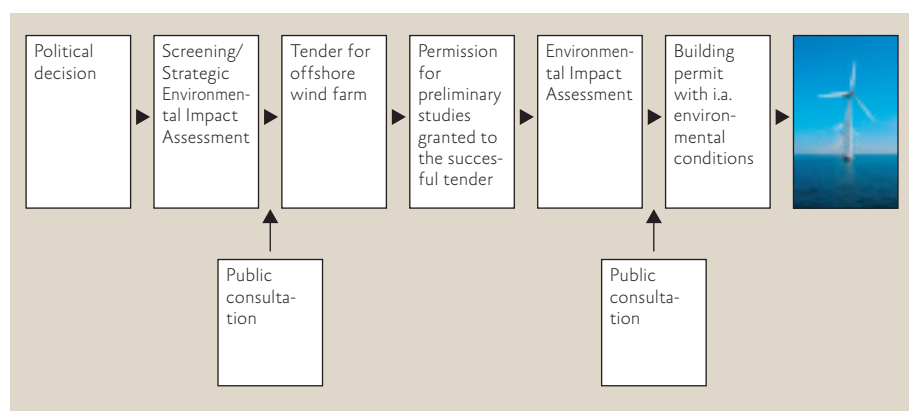 Political
decision
Screening/
Strategic
Environmen-
tal Impact
Assessment
Tender for
offshore
wind farm
Permission
for
preliminary
studies
granted to
the succes-
ful tender
Environmen-
tal Impact
Assessment
Building
permit
with i.a.
environ-
mental
conditions
Public
consulta-
tion
Public
consulta-
tion